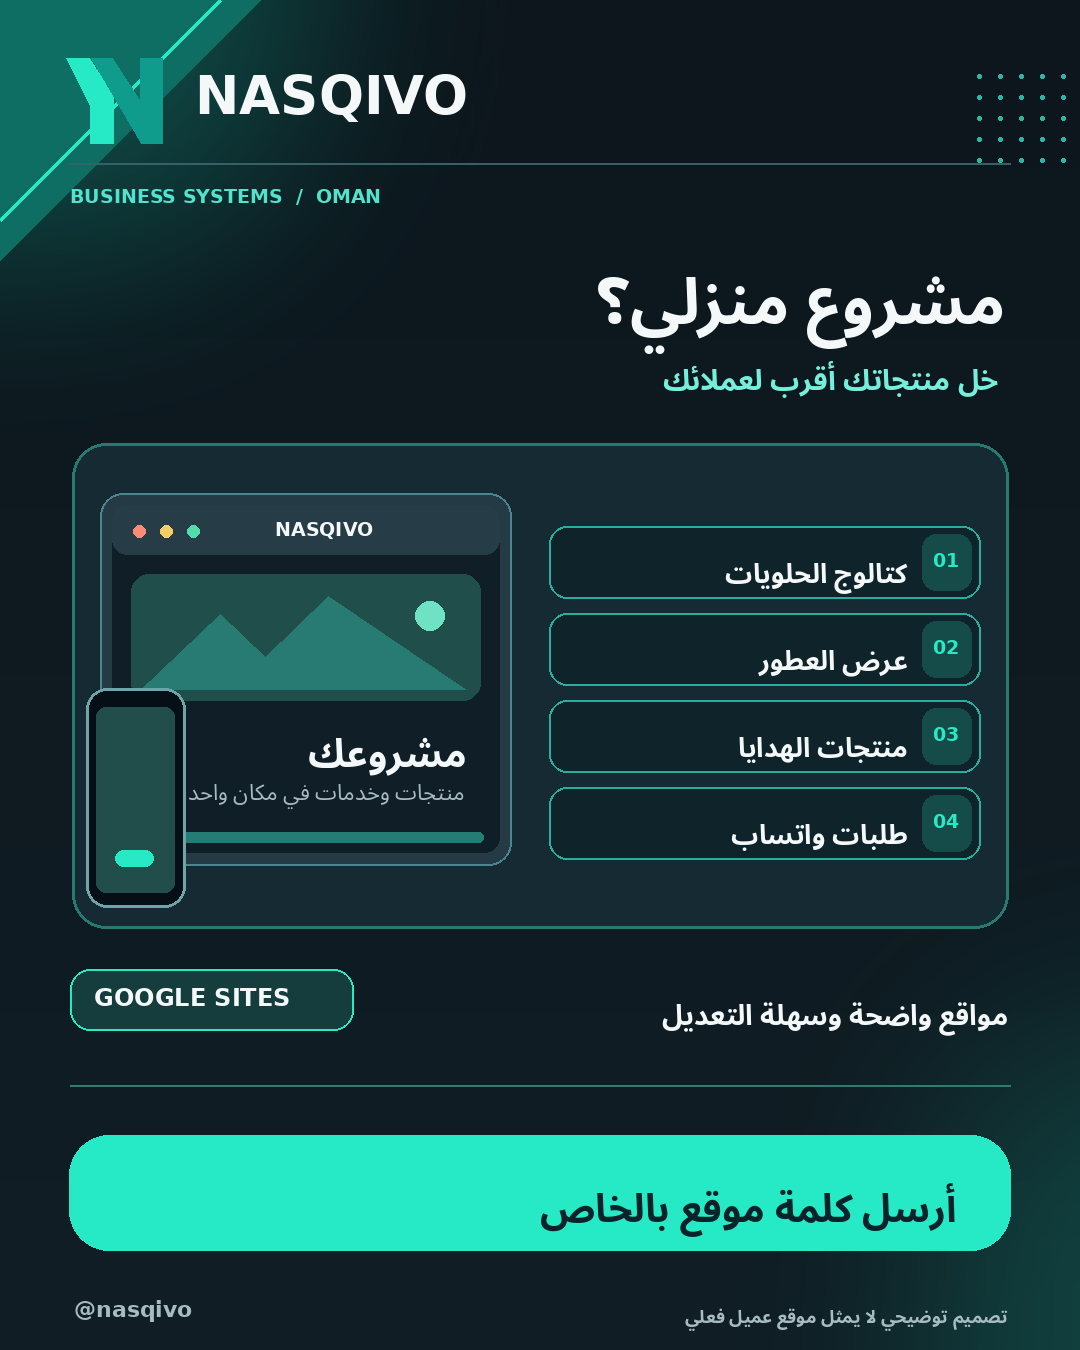 NASQIVO
BUSINESS SYSTEMS / OMAN
مشروع منزلي؟
خل منتجاتك أقرب لعملائك
NASQIVO
مشروعك
منتجات وخدمات في مكان واحد
01 كتالوج الحلويات
02 عرض العطور
03 منتجات الهدايا
04 طلبات واتساب
GOOGLE SITES
مواقع واضحة وسهلة التعديل
أرسل كلمة موقع بالخاص
@nasqivo
تصميم توضيحي لا يمثل موقع عميل فعلي